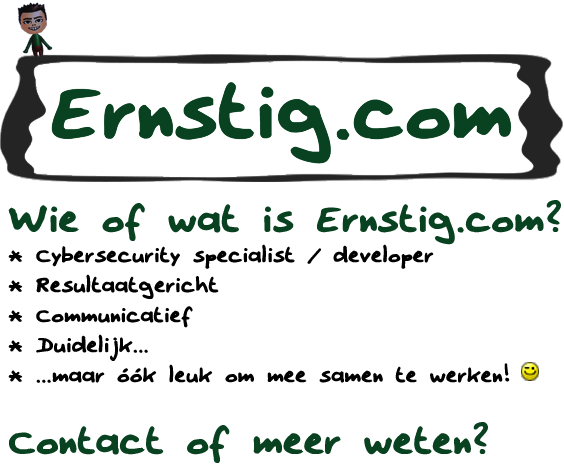 Ernstig.com
Wie of wat is Ernstig.com?
* Cybersecurity specialist / developer
* Resultaatgericht
* Communicatief
* Duidelijk...
* ...maar óók leuk om mee samen te werken!
Contact of meer weten?